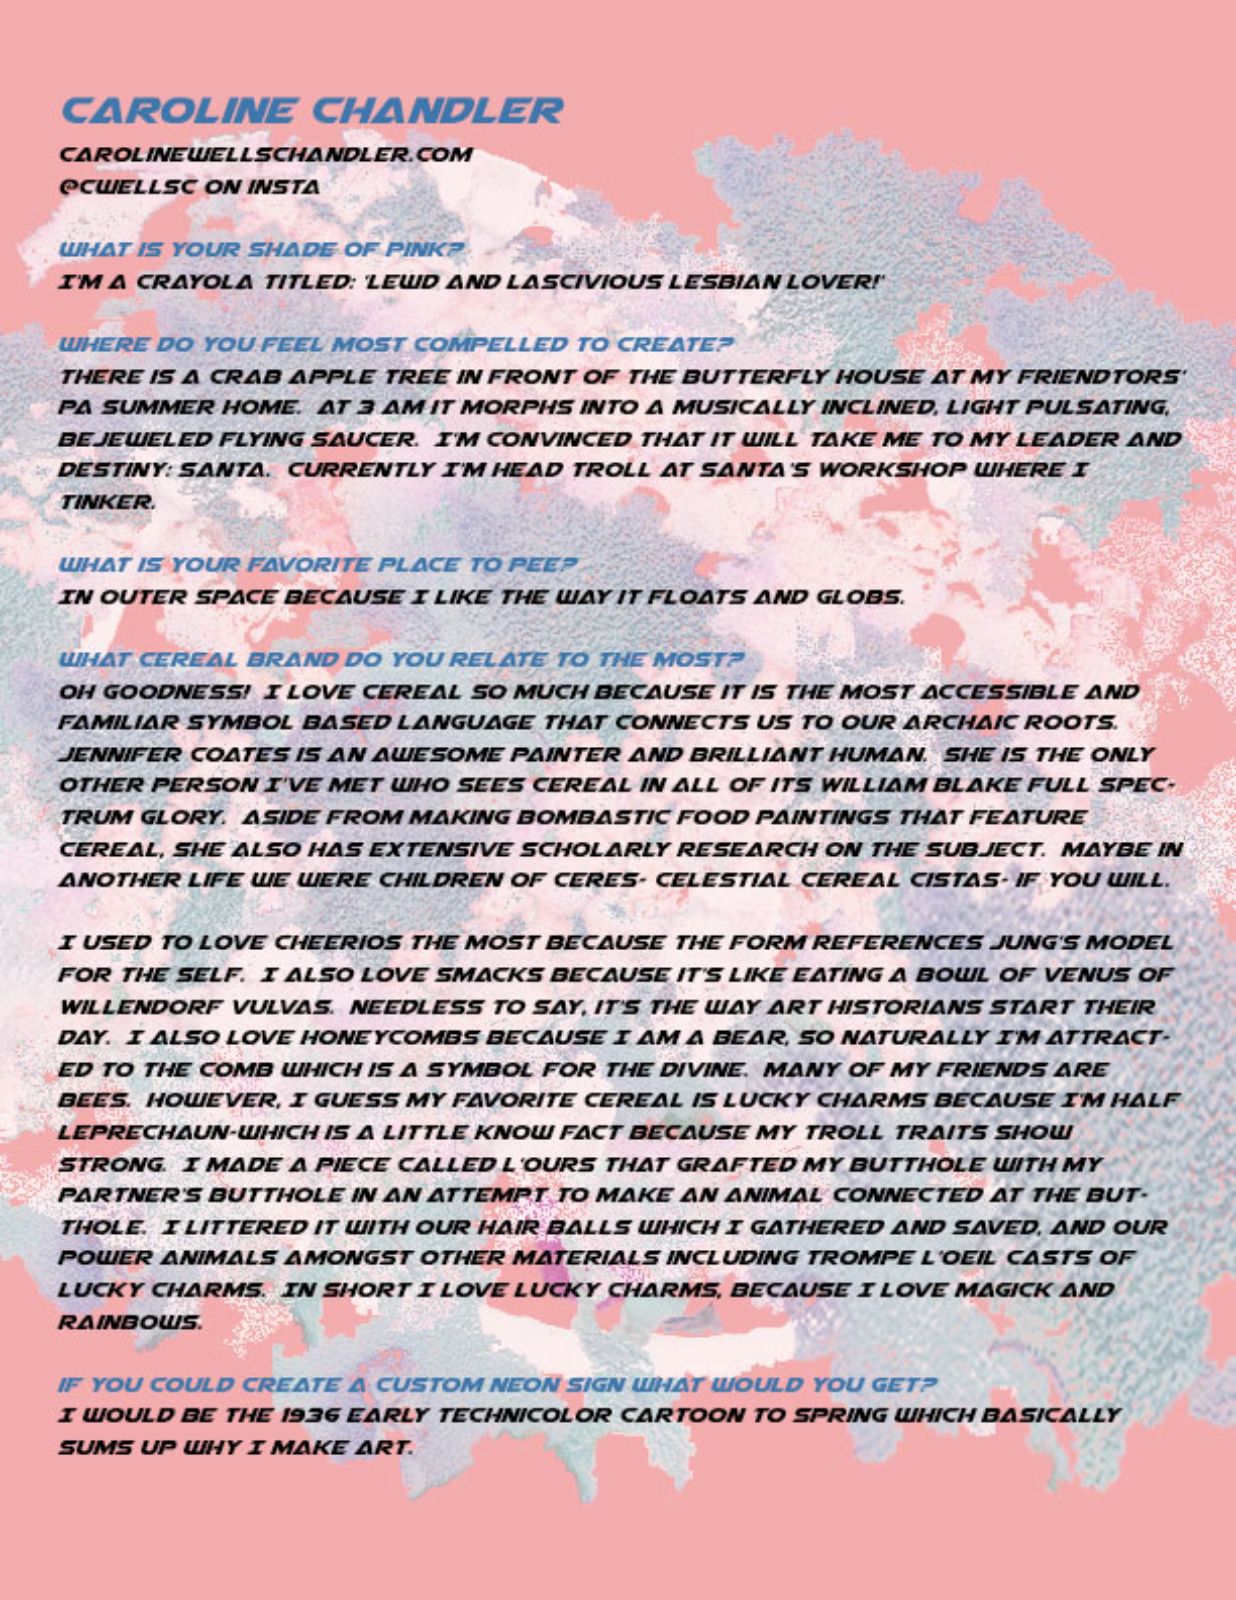 CAROLINE CHANDLER
CAROLINEWELLSCHANDLER.COM
@CWELLSC ON INSTA
WHAT IS YOUR SHADE OF PINK?
I'M A CRAYOLA TITLED: 'LEWD AND LASCIVIOUS LESBIAN LOVER!'
WHERE DO YOU FEEL MOST COMPELLED TO CREATE?
THERE IS A CRAB APPLE TREE IN FRONT OF THE BUTTERFLY HOUSE AT MY FRIENDTORS'
PA SUMMER HOME. AT 3 AM IT MORPHS INTO A MUSICALLY INCLINED, LIGHT PULSATING,
BEJEWELED FLYING SAUCER. I'M CONVINCED THAT IT WILL TAKE ME TO MY LEADER AND
DESTINY: SANTA. CURRENTLY I'M HEAD TROLL AT SANTA'S WORKSHOP WHERE I
TINKER.
WHAT IS YOUR FAVORITE PLACE TO PEE?
IN OUTER SPACE BECAUSE I LIKE THE WAY IT FLOATS AND GLOBS.
WHAT CEREAL BRAND DO YOU RELATE TO THE MOST?
OH GOODNESS! I LOVE CEREAL SO MUCH BECAUSE IT IS THE MOST ACCESSIBLE AND
FAMILIAR SYMBOL BASED LANGUAGE THAT CONNECTS US TO OUR ARCHAIC ROOTS.
JENNIFER COATES IS AN AWESOME PAINTER AND BRILLIANT HUMAN. SHE IS THE ONLY
OTHER PERSON I'VE MET WHO SEES CEREAL IN ALL OF ITS WILLIAM BLAKE FULL SPEC-
TRUM GLORY. ASIDE FROM MAKING BOMBASTIC FOOD PAINTINGS THAT FEATURE
CEREAL, SHE ALSO HAS EXTENSIVE SCHOLARLY RESEARCH ON THE SUBJECT. MAYBE IN
ANOTHER LIFE WE WERE CHILDREN OF CERES- CELESTIAL CEREAL CISTAS- IF YOU WILL.
I USED TO LOVE CHEERIOS THE MOST BECAUSE THE FORM REFERENCES JUNG'S MODEL
FOR THE SELF. I ALSO LOVE SMACKS BECAUSE IT'S LIKE EATING A BOWL OF VENUS OF
WILLENDORF VULVAS. NEEDLESS TO SAY, IT'S THE WAY ART HISTORIANS START THEIR
DAY. I ALSO LOVE HONEYCOMBS BECAUSE I AM A BEAR, SO NATURALLY I'M ATTRACT-
ED TO THE COMB WHICH IS A SYMBOL FOR THE DIVINE. MANY OF MY FRIENDS ARE
BEES. HOWEVER, I GUESS MY FAVORITE CEREAL IS LUCKY CHARMS BECAUSE I'M HALF
LEPRECHAUN-WHICH IS A LITTLE KNOW FACT BECAUSE MY TROLL TRAITS SHOW
STRONG. I MADE A PIECE CALLED L'OURS THAT GRAFTED MY BUTTHOLE WITH MY
PARTNER'S BUTTHOLE IN AN ATTEMPT TO MAKE AN ANIMAL CONNECTED AT THE BUT-
THOLE. I LITTERED IT WITH OUR HAIR BALLS WHICH I GATHERED AND SAVED, AND OUR
POWER ANIMALS AMONGST OTHER MATERIALS INCLUDING TROMPE L'OEIL CASTS OF
LUCKY CHARMS. IN SHORT I LOVE LUCKY CHARMS, BECAUSE I LOVE MAGICK AND
RAINBOWS.
IF YOU COULD CREATE A CUSTOM NEON SIGN WHAT WOULD YOU GET?
I WOULD BE THE 1936 EARLY TECHNICOLOR CARTOON TO SPRING WHICH BASICALLY
SUMS UP WHY I MAKE ART.